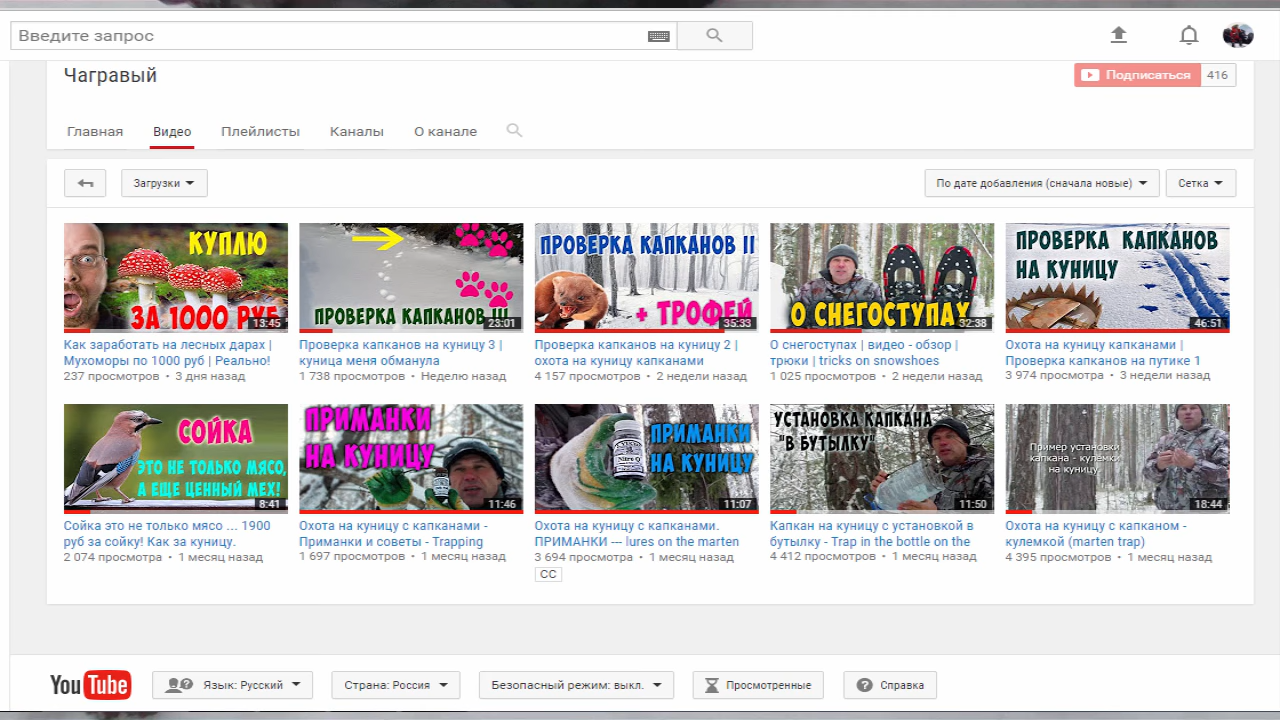 Введите запрос
Чагравый
Подписаться 416
Главная Видео Плейлисты Каналы О канале
Загрузки
По дате добавления (сначала новые) Сетка
КУПЛЮ
ЗА 1000 РУБ
13:45
Как заработать на лесных дарах |
Мухоморы по 1000 руб | Реально!
237 просмотров • 3 дня назад
ПРОВЕРКА КАПКАНОВ III
23:01
Проверка капканов на куницу 3 |
куница меня обманула
1 738 просмотров • Неделю назад
ПРОВЕРКА КАПКАНОВ II
+ ТРОФЕЙ
35:33
Проверка капканов на куницу 2 |
охота на куницу капканами
4 157 просмотров • 2 недели назад
О СНЕГОСТУПАХ
32:38
О снегоступах | видео - обзор |
трюки | tricks on snowshoes
1 025 просмотров • 2 недели назад
ПРОВЕРКА КАПКАНОВ
НА КУНИЦУ
46:51
Охота на куницу капканами |
Проверка капканов на путике 1
3 974 просмотра • 3 недели назад
СОЙКА
ЭТО НЕ ТОЛЬКО МЯСО,
А ЕЩЕ ЦЕННЫЙ МЕХ!
8:41
Сойка это не только мясо ... 1900
руб за сойку! Как за куницу.
2 074 просмотра • 1 месяц назад
ПРИМАНКИ
НА КУНИЦУ
11:46
Охота на куницу с капканами -
Приманки и советы - Trapping
1 697 просмотров • 1 месяц назад
ПРИМАНКИ
НА КУНИЦУ
11:07
Охота на куницу с капканами.
ПРИМАНКИ --- lures on the marten
3 694 просмотра • 1 месяц назад
CC
УСТАНОВКА КАПКАНА
"В БУТЫЛКУ"
11:50
Капкан на куницу с установкой в
бутылку - Trap in the bottle on the
4 412 просмотров • 1 месяц назад
Пример установки
капкана - кулёмки
на куницу.
18:44
Охота на куницу с капканом -
кулемкой (marten trap)
4 395 просмотров • 1 месяц назад
YouTube Язык: Русский Страна: Россия Безопасный режим: выкл. Просмотренные Справка